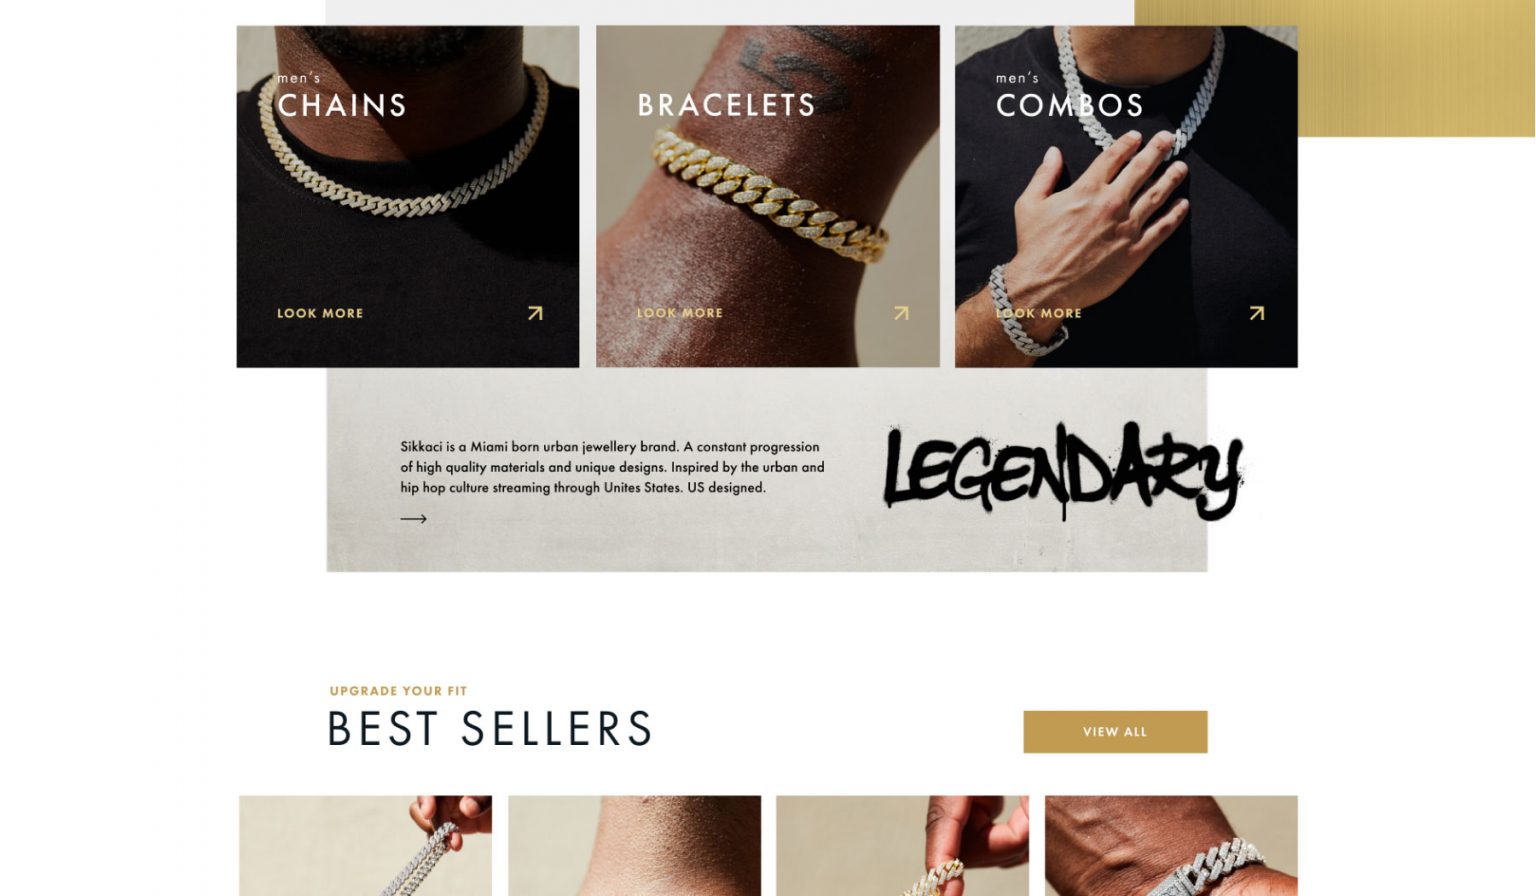 men's
CHAINS
BRACELETS
men's
COMBOS
LOOK MORE
LOOK MORE
LOOK MORE
Sikkaci is a Miami born urban jewellery brand. A constant progression
of high quality materials and unique designs. Inspired by the urban and
hip hop culture streaming through Unites States. US designed.
LEGENDARY
UPGRADE YOUR FIT
BEST SELLERS
VIEW ALL